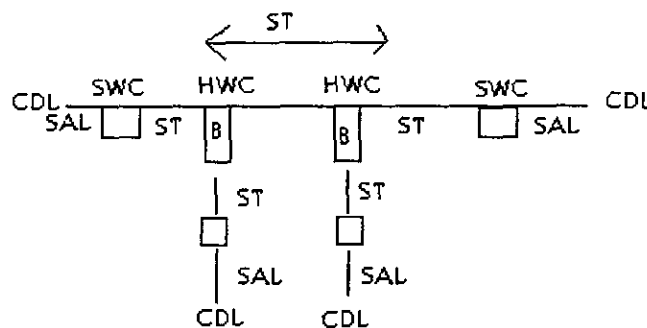 ST
SWC HWC HWC SWC
CDL CDL
SAL ST B B ST SAL
ST ST
SAL SAL
CDL CDL